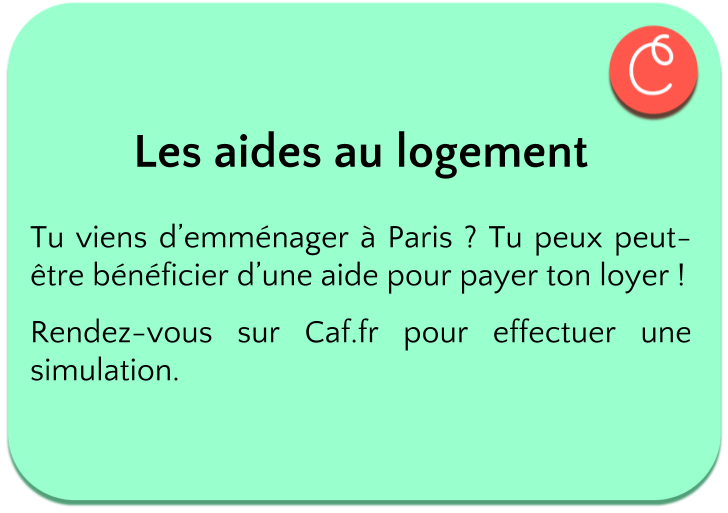 Les aides au logement
Tu viens d’emménager à Paris ? Tu peux peut-
être bénéficier d’une aide pour payer ton loyer !
Rendez-vous sur Caf.fr pour effectuer une
simulation.